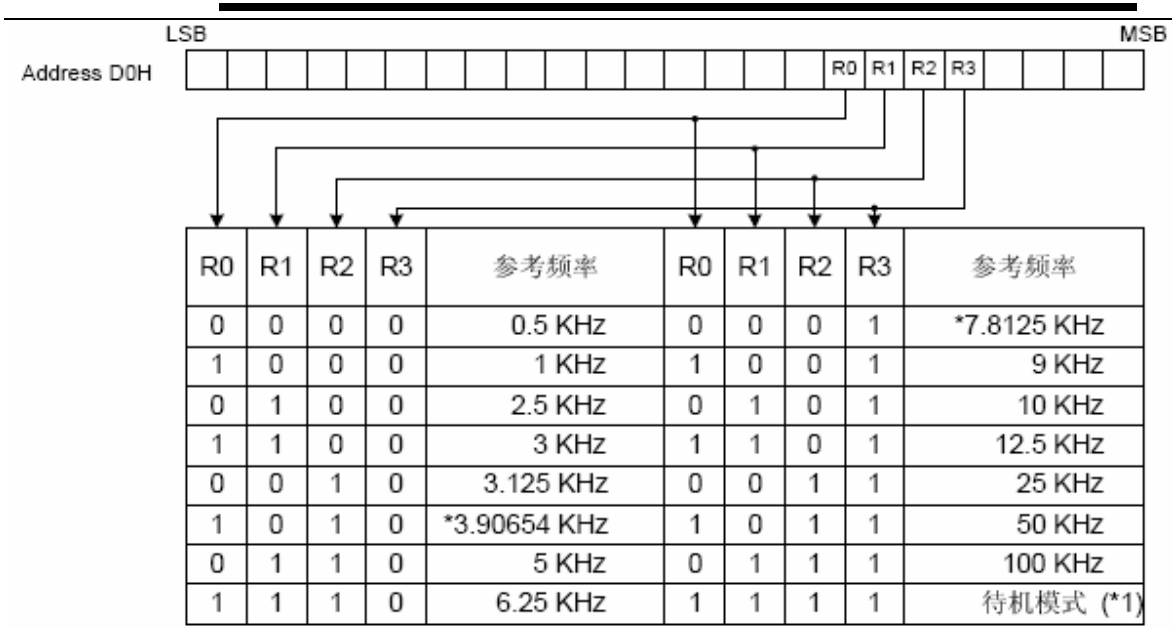 LSB MSB
Address D0H R0 R1 R2 R3
R0 R1 R2 R3 参考频率 R0 R1 R2 R3 参考频率
0 0 0 0 0.5 KHz 0 0 0 1 *7.8125 KHz
1 0 0 0 1 KHz 1 0 0 1 9 KHz
0 1 0 0 2.5 KHz 0 1 0 1 10 KHz
1 1 0 0 3 KHz 1 1 0 1 12.5 KHz
0 0 1 0 3.125 KHz 0 0 1 1 25 KHz
1 0 1 0 *3.90654 KHz 1 0 1 1 50 KHz
0 1 1 0 5 KHz 0 1 1 1 100 KHz
1 1 1 0 6.25 KHz 1 1 1 1 待机模式 (*1)